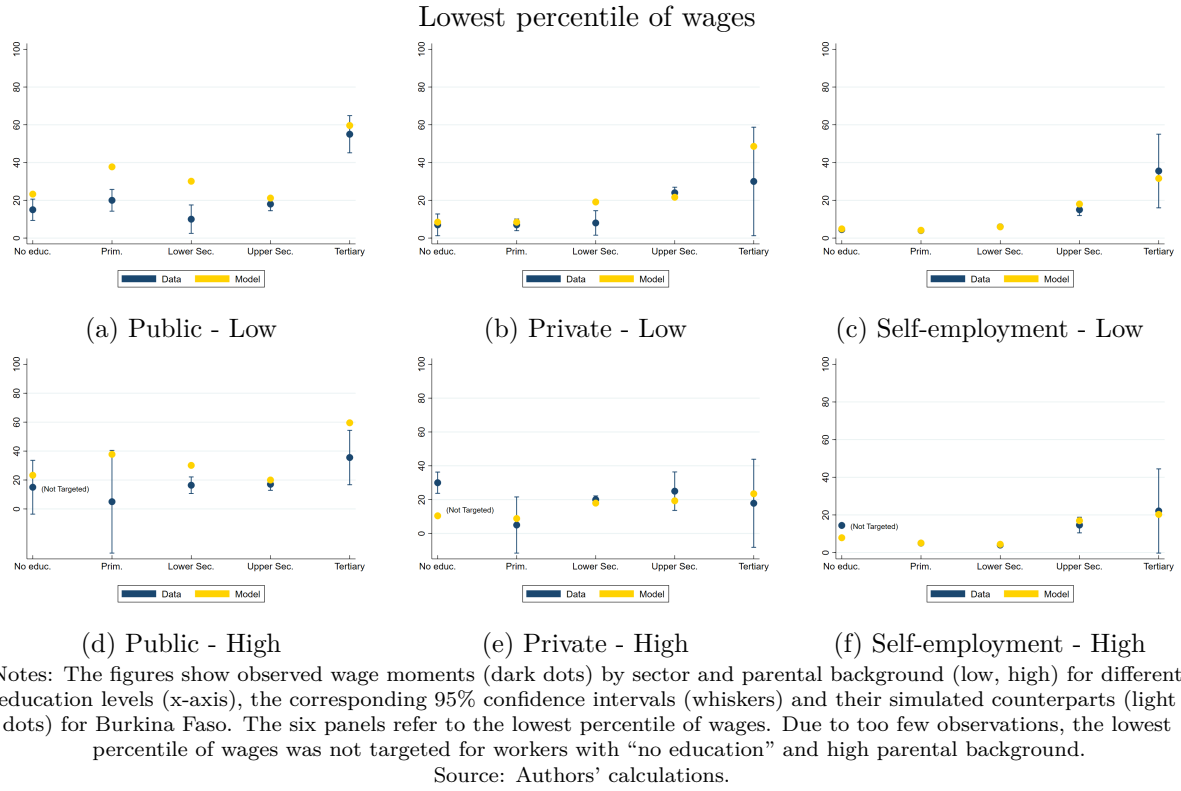 Lowest percentile of wages
100
80
60
40
20
0
No educ. Prim. Lower Sec. Upper Sec. Tertiary
Data Model
(a) Public - Low
100
80
60
40
20
0
No educ. Prim. Lower Sec. Upper Sec. Tertiary
Data Model
(b) Private - Low
100
80
60
40
20
0
No educ. Prim. Lower Sec. Upper Sec. Tertiary
Data Model
(c) Self-employment - Low
100
80
60
40
20
0
(Not Targeted)
No educ. Prim. Lower Sec. Upper Sec. Tertiary
Data Model
(d) Public - High
100
80
60
40
20
0
(Not Targeted)
No educ. Prim. Lower Sec. Upper Sec. Tertiary
Data Model
(e) Private - High
100
80
60
40
20
0
(Not Targeted)
No educ. Prim. Lower Sec. Upper Sec. Tertiary
Data Model
(f) Self-employment - High
Notes: The figures show observed wage moments (dark dots) by sector and parental background (low, high) for different
education levels (x-axis), the corresponding 95% confidence intervals (whiskers) and their simulated counterparts (light
dots) for Burkina Faso. The six panels refer to the lowest percentile of wages. Due to too few observations, the lowest
percentile of wages was not targeted for workers with “no education” and high parental background.
Source: Authors’ calculations.